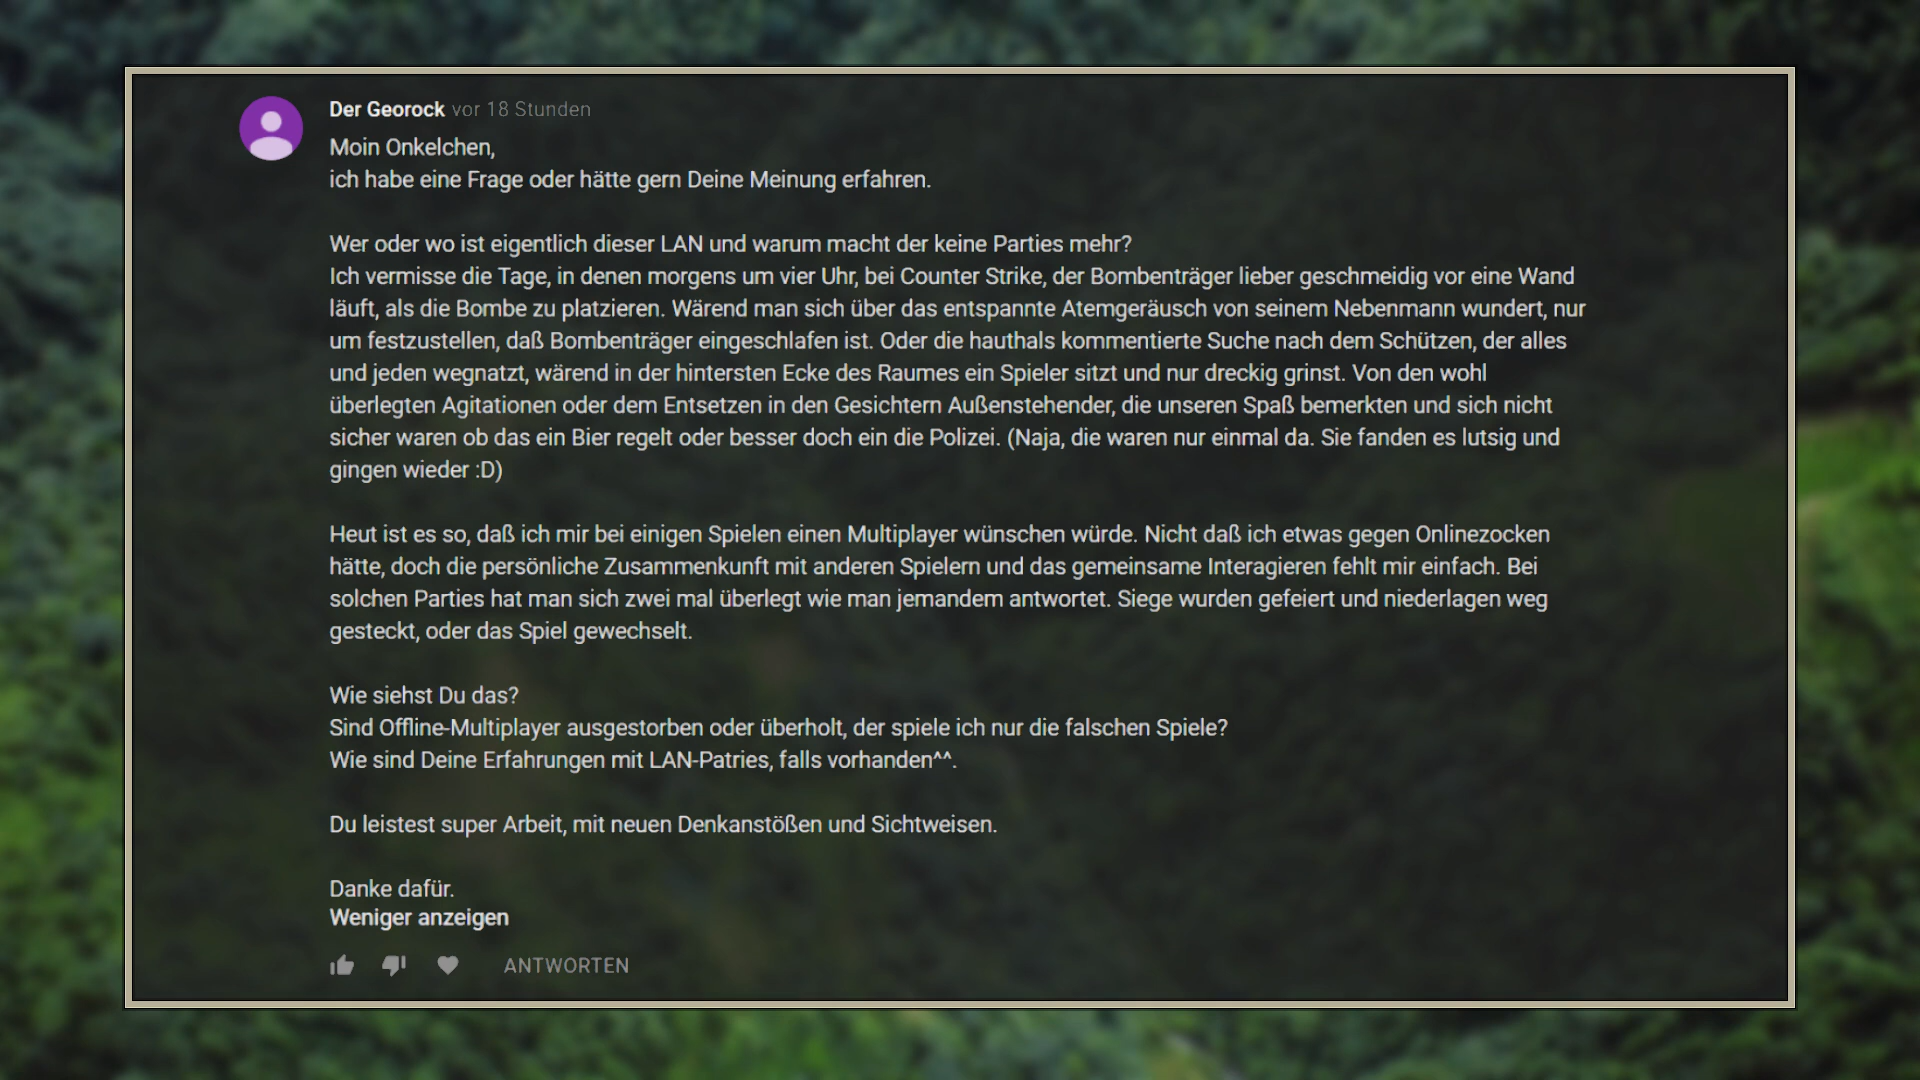 Der Georock vor 18 Stunden
Moin Onkelchen,
ich habe eine Frage oder hätte gern Deine Meinung erfahren.
Wer oder wo ist eigentlich dieser LAN und warum macht der keine Parties mehr?
Ich vermisse die Tage, in denen morgens um vier Uhr, bei Counter Strike, der Bombenträger lieber geschmeidig vor eine Wand
läuft, als die Bombe zu platzieren. Wärend man sich über das entspannte Atemgeräusch von seinem Nebenmann wundert, nur
um festzustellen, daß Bombenträger eingeschlafen ist. Oder die hauthals kommentierte Suche nach dem Schützen, der alles
und jeden wegnatzt, wärend in der hintersten Ecke des Raumes ein Spieler sitzt und nur dreckig grinst. Von den wohl
überlegten Agitationen oder dem Entsetzen in den Gesichtern Außenstehender, die unseren Spaß bemerkten und sich nicht
sicher waren ob das ein Bier regelt oder besser doch ein die Polizei. (Naja, die waren nur einmal da. Sie fanden es lutsig und
gingen wieder :D)
Heut ist es so, daß ich mir bei einigen Spielen einen Multiplayer wünschen würde. Nicht daß ich etwas gegen Onlinezocken
hätte, doch die persönliche Zusammenkunft mit anderen Spielern und das gemeinsame Interagieren fehlt mir einfach. Bei
solchen Parties hat man sich zwei mal überlegt wie man jemandem antwortet. Siege wurden gefeiert und niederlagen weg
gesteckt, oder das Spiel gewechselt.
Wie siehst Du das?
Sind Offline-Multiplayer ausgestorben oder überholt, der spiele ich nur die falschen Spiele?
Wie sind Deine Erfahrungen mit LAN-Patries, falls vorhanden^^.
Du leistest super Arbeit, mit neuen Denkanstößen und Sichtweisen.
Danke dafür.
Weniger anzeigen
ANTWORTEN